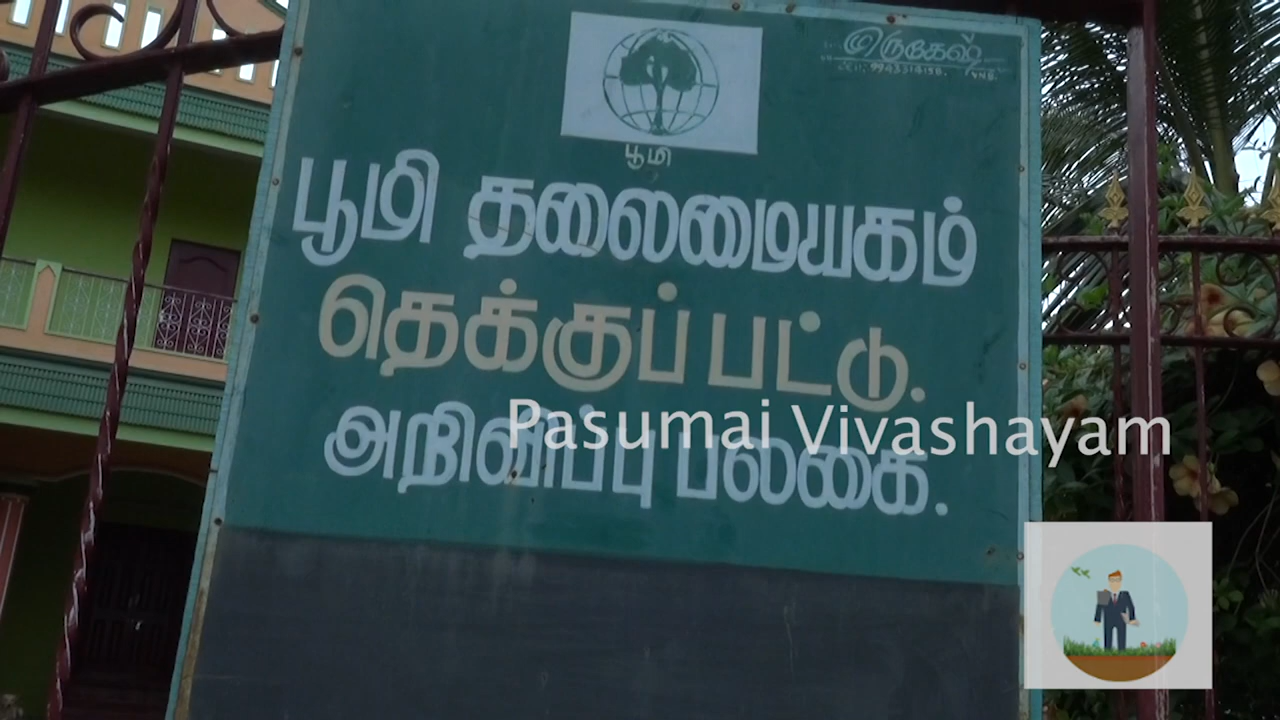 முருகேஷ்
பூமி
பூமி தலைமையகம்
தெக்குப்பட்டு.
அறிவிப்பு பலகை.
Pasumai Vivashayam